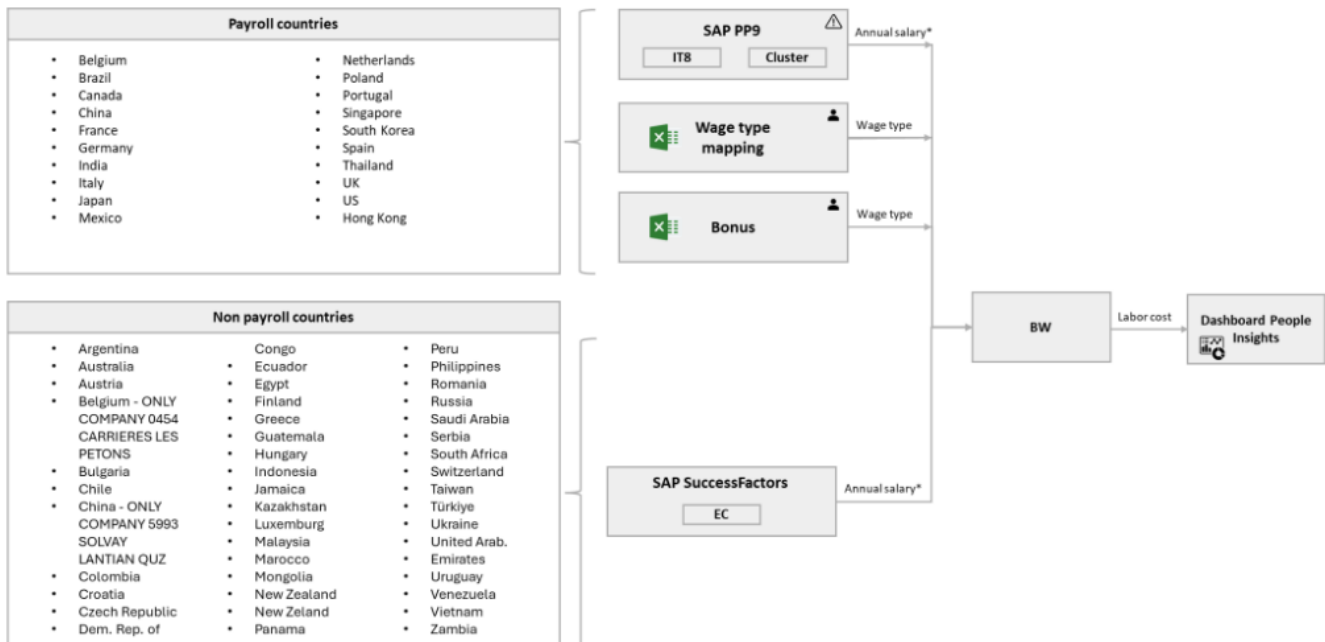 Payroll countries
Belgium
Brazil
Canada
China
France
Germany
India
Italy
Japan
Mexico
Netherlands
Poland
Portugal
Singapore
South Korea
Spain
Thailand
UK
US
Hong Kong
SAP PP9
IT8
Cluster
Annual salary*
Wage type
mapping
Wage type
Bonus
Wage type
Non payroll countries
Argentina
Australia
Austria
Belgium - ONLY
COMPANY 0454
CARRIERES LES
PETONS
Bulgaria
Chile
China - ONLY
COMPANY 5993
SOLVAY
LANTIAN QUZ
Colombia
Croatia
Czech Republic
Dem. Rep. of
Congo
Ecuador
Egypt
Finland
Greece
Guatemala
Hungary
Indonesia
Jamaica
Kazakhstan
Luxemburg
Malaysia
Marocco
Mongolia
New Zealand
New Zeland
Panama
Peru
Philippines
Romania
Russia
Saudi Arabia
Serbia
South Africa
Switzerland
Taiwan
Türkiye
Ukraine
United Arab.
Emirates
Uruguay
Venezuela
Vietnam
Zambia
SAP SuccessFactors
EC
Annual salary*
BW
Labor cost
Dashboard People
Insights